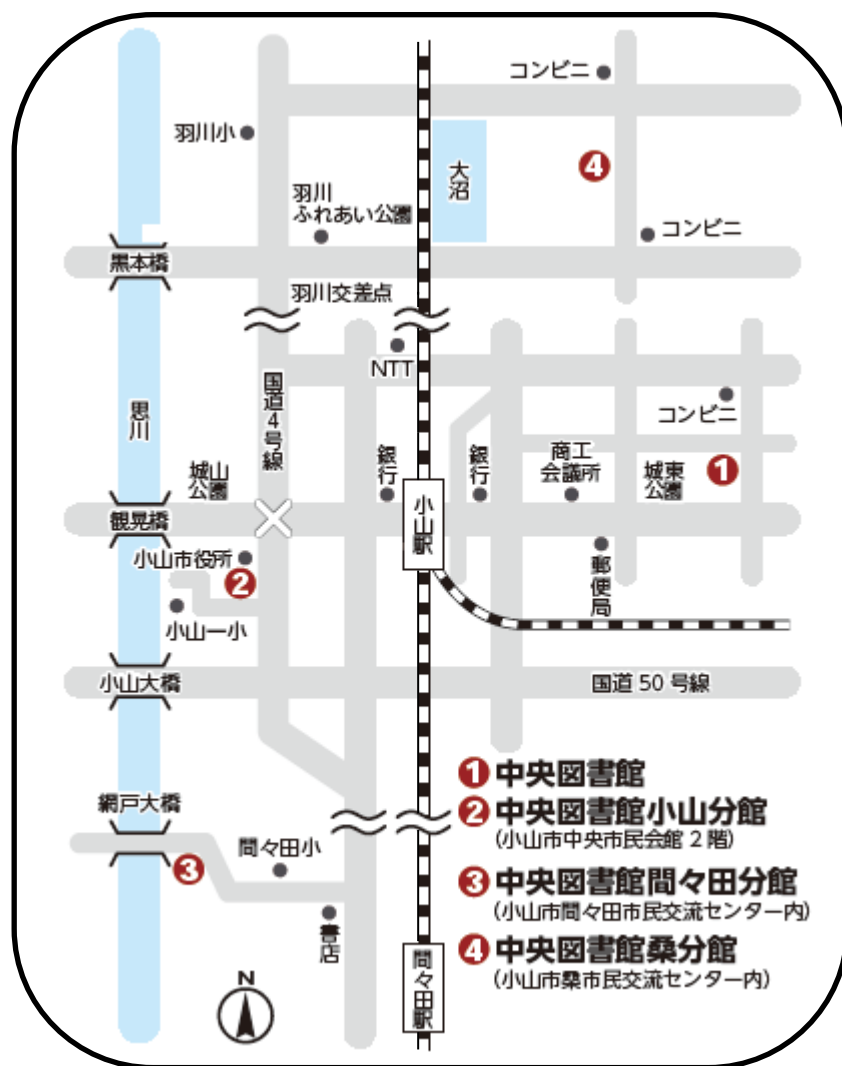 コンビニ
羽川小
4
大沼
羽川
ふれあい公園
コンビニ
黒本橋
羽川交差点
NTT
国道4号線
思川
コンビニ
銀行
銀行
商工
会議所
城山
公園
城東
公園
1
観晃橋
小山駅
小山市役所
2
郵便局
小山一小
小山大橋
国道 50 号線
1 中央図書館
2 中央図書館小山分館
(小山市中央市民会館 2 階)
3 中央図書館間々田分館
(小山市間々田市民交流センター内)
4 中央図書館桑分館
(小山市桑市民交流センター内)
網戸大橋
3
間々田小
書店
間々田駅
N